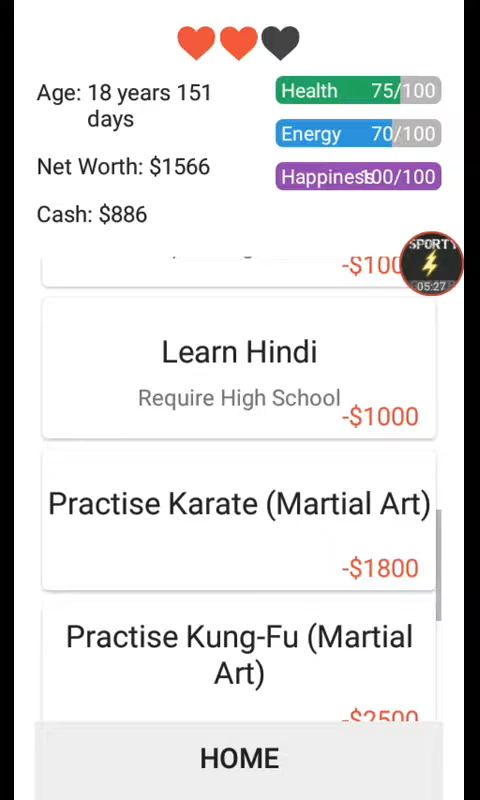 Age: 18 years 151
days
Health 75/100
Energy 70/100
Net Worth: $1566
Happiness 100/100
Cash: $886
SPORTY
05:27
-$100
Learn Hindi
Require High School
-$1000
Practise Karate (Martial Art)
-$1800
Practise Kung-Fu (Martial
Art)
-$2500
HOME